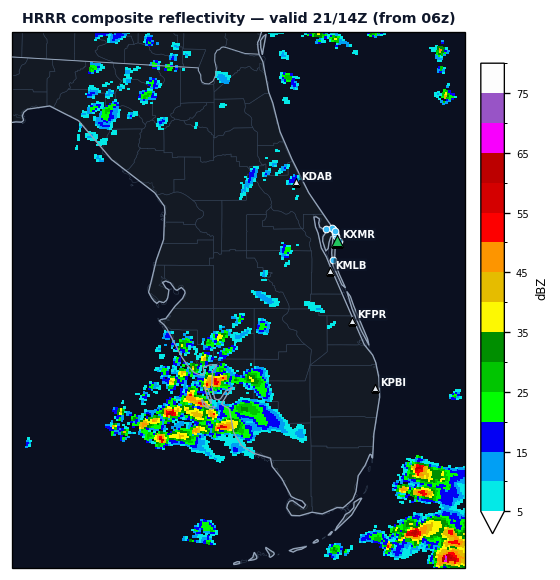 HRRR composite reflectivity — valid 21/14Z (from 06z)
75
65
55
45
35
25
15
5
dBZ
KDAB
KXMR
KMLB
KFPR
KPBI